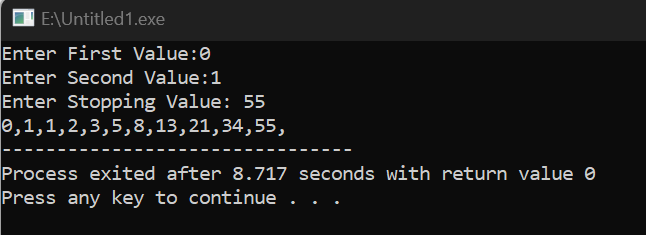 E:\Untitled1.exe
Enter First Value:0
Enter Second Value:1
Enter Stopping Value: 55
0,1,1,2,3,5,8,13,21,34,55,
--------------------------------
Process exited after 8.717 seconds with return value 0
Press any key to continue . . .